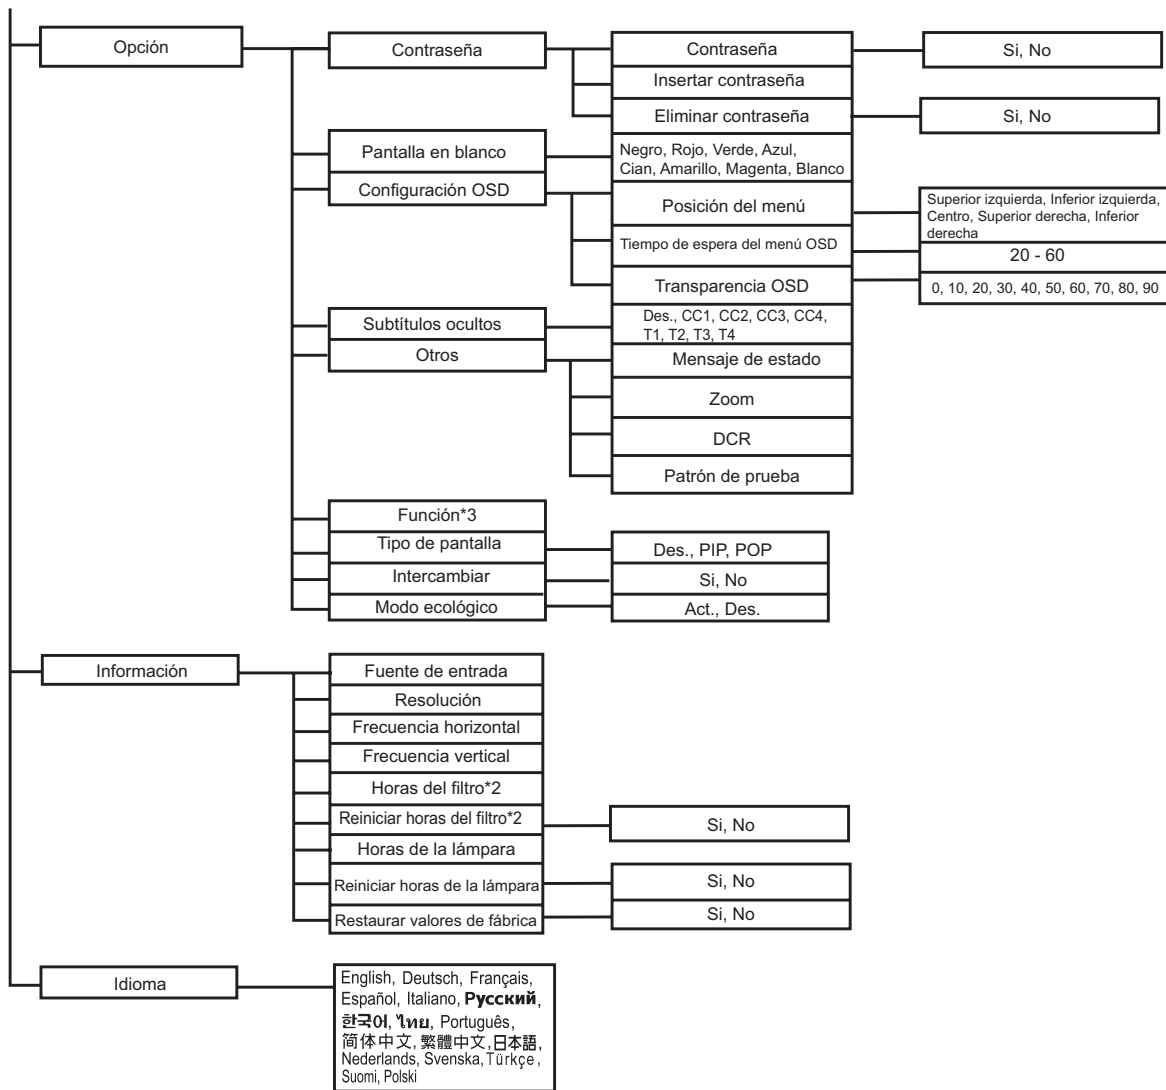 Opción
Contraseña
Contraseña
Si, No
Insertar contraseña
Eliminar contraseña
Si, No
Pantalla en blanco
Negro, Rojo, Verde, Azul,
Cian, Amarillo, Magenta, Blanco
Configuración OSD
Posición del menú
Superior izquierda, Inferior izquierda,
Centro, Superior derecha, Inferior
derecha
Tiempo de espera del menú OSD
20 - 60
Transparencia OSD
0, 10, 20, 30, 40, 50, 60, 70, 80, 90
Subtítulos ocultos
Des., CC1, CC2, CC3, CC4,
T1, T2, T3, T4
Otros
Mensaje de estado
Zoom
DCR
Patrón de prueba
Función*3
Tipo de pantalla
Des., PIP, POP
Intercambiar
Si, No
Modo ecológico
Act., Des.
Información
Fuente de entrada
Resolución
Frecuencia horizontal
Frecuencia vertical
Horas del filtro*2
Reiniciar horas del filtro*2
Si, No
Horas de la lámpara
Reiniciar horas de la lámpara
Si, No
Restaurar valores de fábrica
Si, No
Idioma
English, Deutsch, Français,
Español, Italiano, Русский,
한국어, ไทย, Português,
简体中文, 繁體中文, 日本語,
Nederlands, Svenska, Türkçe,
Suomi, Polski